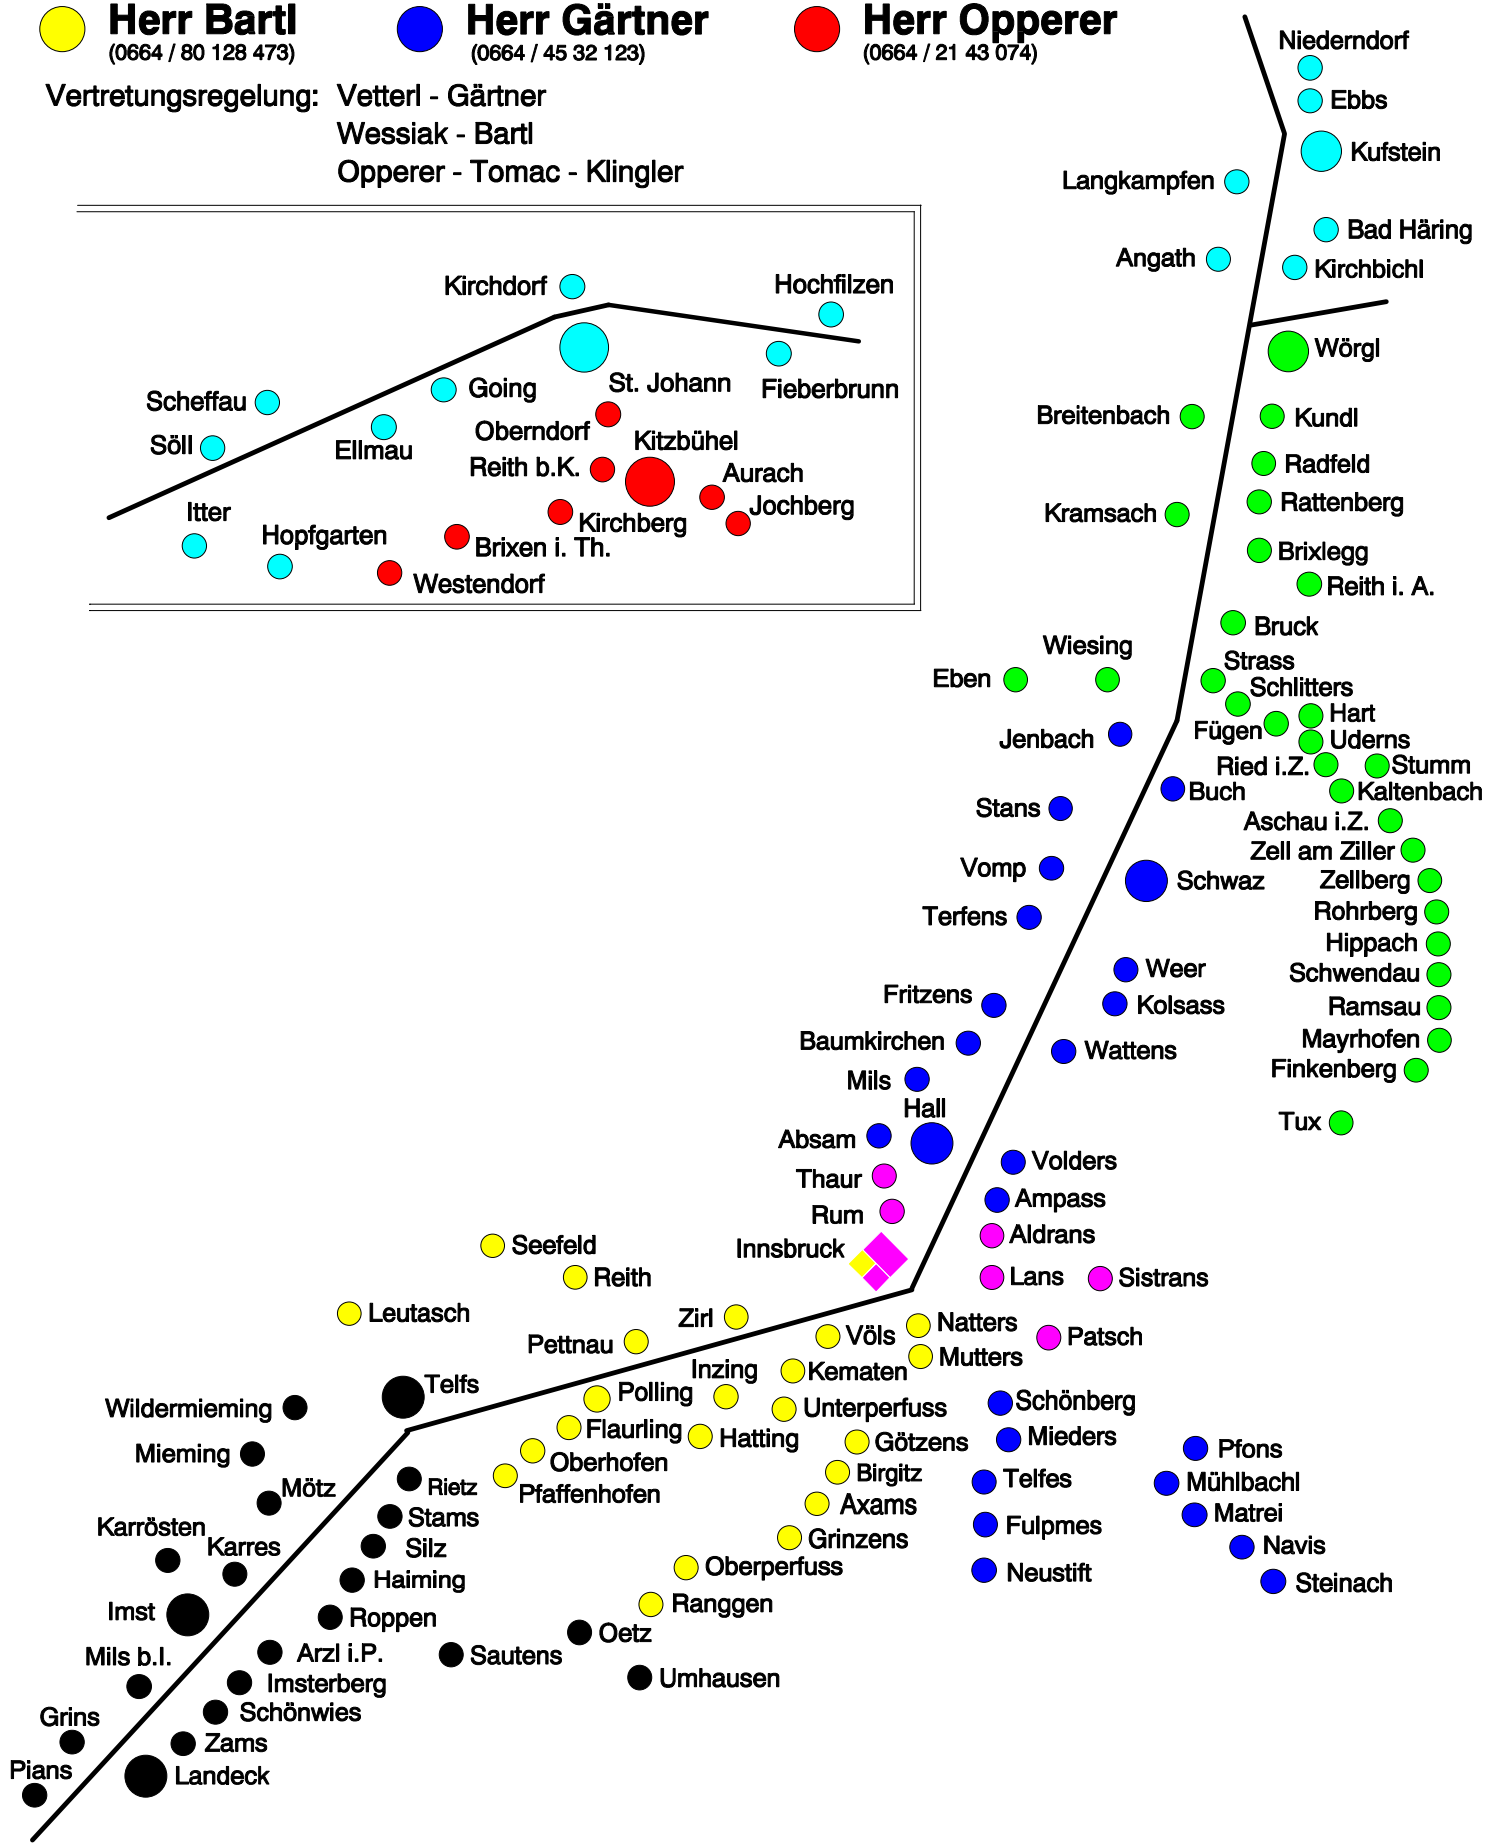 Herr Bartl
(0664 / 80 128 473)
Herr Gärtner
(0664 / 45 32 123)
Herr Opperer
(0664 / 21 43 074)
Vertretungsregelung: Vetterl - Gärtner
Wessiak - Bartl
Opperer - Tomac - Klingler
Kirchdorf
Hochfilzen
St. Johann
Fieberbrunn
Going
Scheffau
Söll
Ellmau
Oberndorf
Kitzbühel
Reith b.K.
Aurach
Jochberg
Kirchberg
Itter
Hopfgarten
Brixen i. Th.
Westendorf
Niederndorf
Ebbs
Kufstein
Langkampfen
Bad Häring
Angath
Kirchbichl
Wörgl
Breitenbach
Kundl
Radfeld
Rattenberg
Kramsach
Brixlegg
Reith i. A.
Bruck
Wiesing
Eben
Strass
Schlitters
Hart
Fügen
Uderns
Jenbach
Ried i.Z.
Stumm
Buch
Kaltenbach
Stans
Aschau i.Z.
Zell am Ziller
Vomp
Schwaz
Zellberg
Terfens
Rohrberg
Hippach
Weer
Schwendau
Fritzens
Kolsass
Ramsau
Baumkirchen
Wattens
Mayrhofen
Finkenberg
Mils
Hall
Tux
Absam
Volders
Thaur
Ampass
Rum
Aldrans
Innsbruck
Lans
Sistrans
Seefeld
Reith
Leutasch
Zirl
Völs
Natters
Patsch
Pettnau
Mutters
Inzing
Kematen
Telfs
Polling
Unterperfuss
Schönberg
Wildermieming
Flaurling
Hatting
Götzens
Mieders
Pfons
Mieming
Oberhofen
Birgitz
Telfes
Mühlbachl
Mötz
Rietz
Pfaffenhofen
Axams
Matrei
Karrösten
Stams
Fulpmes
Karres
Silz
Grinzens
Navis
Haiming
Oberperfuss
Neustift
Steinach
Imst
Roppen
Ranggen
Oetz
Mils b.I.
Arzl i.P.
Sautens
Imsterberg
Umhausen
Grins
Schönwies
Zams
Pians
Landeck